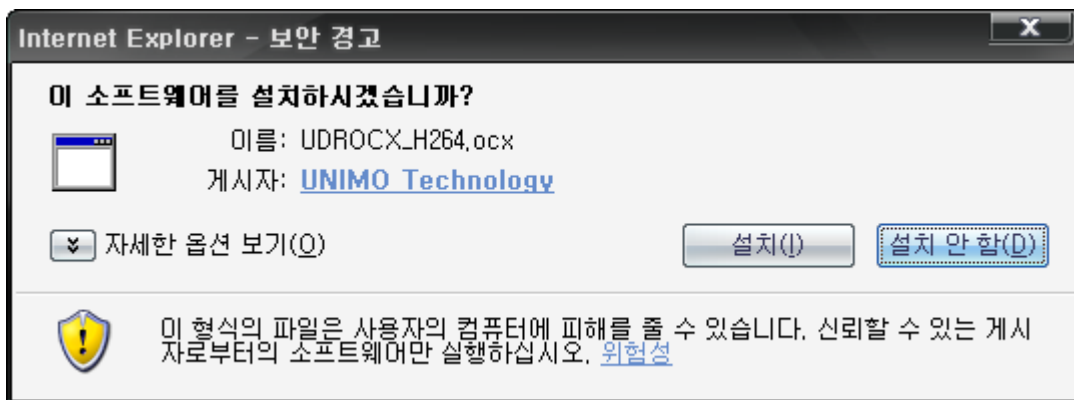 Internet Explorer - 보안 경고
이 소프트웨어를 설치하시겠습니까?
이름: UDROCX_H264.ocx
게시자: UNIMO Technology
자세한 옵션 보기(O)
설치(I)
설치 안 함(D)
이 형식의 파일은 사용자의 컴퓨터에 피해를 줄 수 있습니다. 신뢰할 수 있는 게시
자로부터의 소프트웨어만 실행하십시오. 위험성